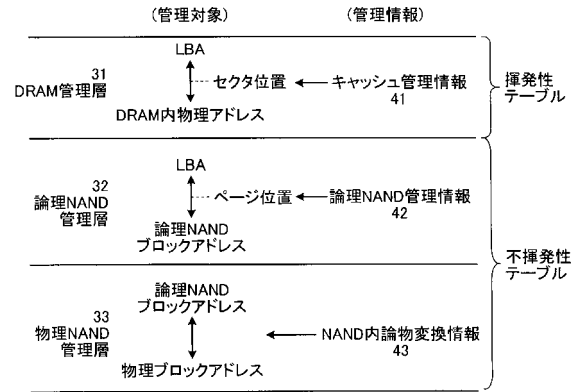 (管理対象)
(管理情報)
31
DRAM管理層
LBA
セクタ位置
DRAM内物理アドレス
キャッシュ管理情報
41
揮発性
テーブル
32
論理NAND
管理層
LBA
ページ位置
論理NAND
ブロックアドレス
論理NAND管理情報
42
33
物理NAND
管理層
論理NAND
ブロックアドレス
物理ブロックアドレス
NAND内論物変換情報
43
不揮発性
テーブル